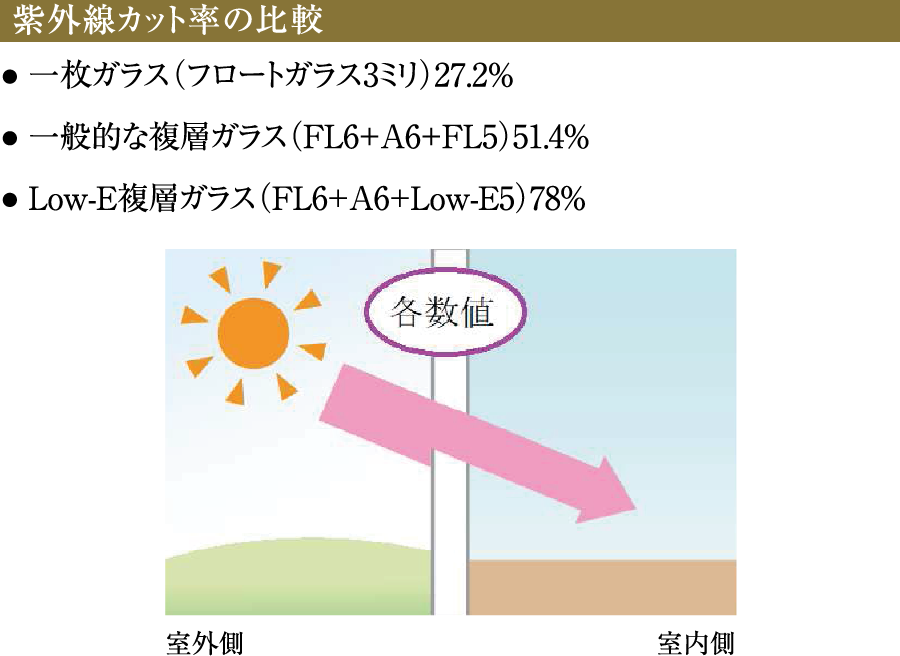 紫外線カット率の比較
● 一枚ガラス(フロートガラス3ミリ)27.2%
● 一般的な複層ガラス(FL6+A6+FL5)51.4%
● Low-E複層ガラス(FL6+A6+Low-E5)78%
各数値
室外側
室内側